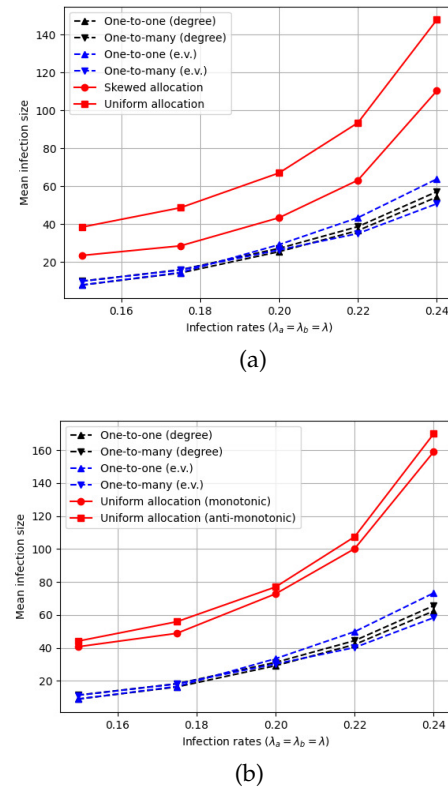 140
120
100
80
60
40
20
Mean infection size
One-to-one (degree)
One-to-many (degree)
One-to-one (e.v.)
One-to-many (e.v.)
Skewed allocation
Uniform allocation
0.16 0.18 0.20 0.22 0.24
Infection rates (λₐ = λ_b = λ)
(a)
160
140
120
100
80
60
40
20
Mean infection size
One-to-one (degree)
One-to-many (degree)
One-to-one (e.v.)
One-to-many (e.v.)
Uniform allocation (monotonic)
Uniform allocation (anti-monotonic)
0.16 0.18 0.20 0.22 0.24
Infection rates (λₐ = λ_b = λ)
(b)